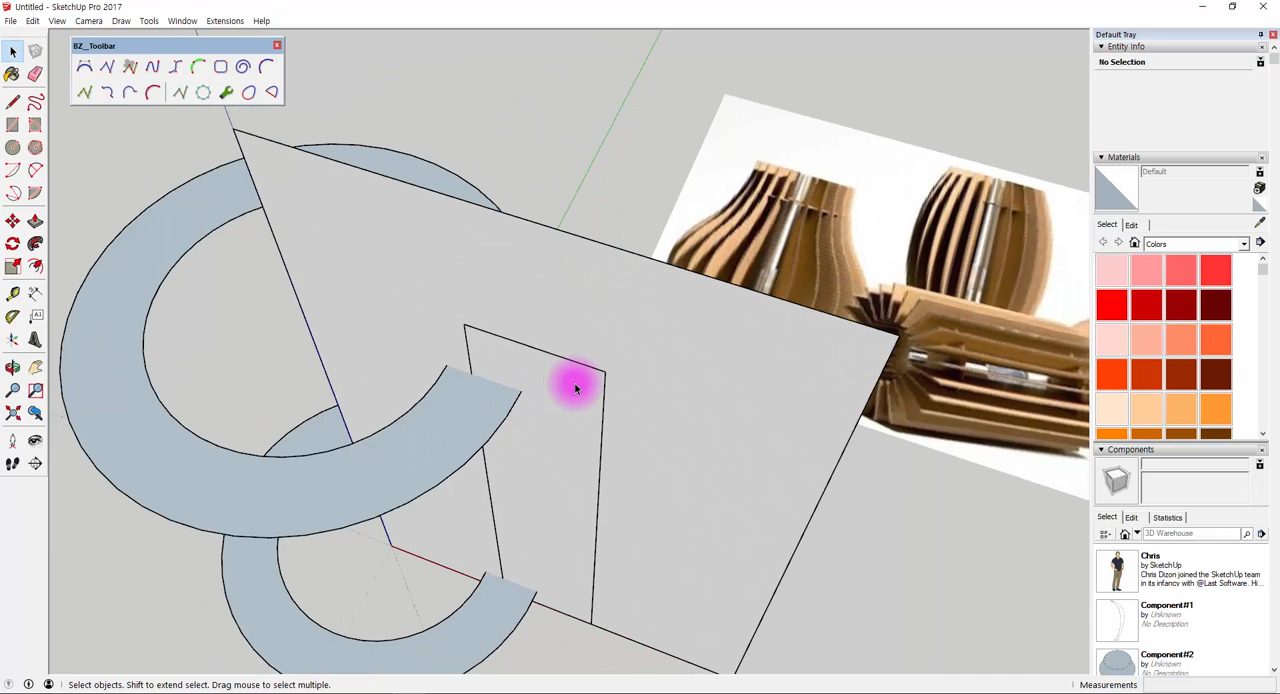 Untitled - SketchUp Pro 2017
File Edit View Camera Draw Tools Window Extensions Help
BZ__Toolbar
Default Tray
Entity Info
No Selection
Materials
Default
Select Edit
Colors
Components
Select Edit Statistics
3D Warehouse
Chris
by SketchUp
Chris Dizon joined the SketchUp team
in its infancy with @Last Software. Hi...
Component#1
by Unknown
No Description
Component#2
by Unknown
No Description
Select objects. Shift to extend select. Drag mouse to select multiple.
Measurements